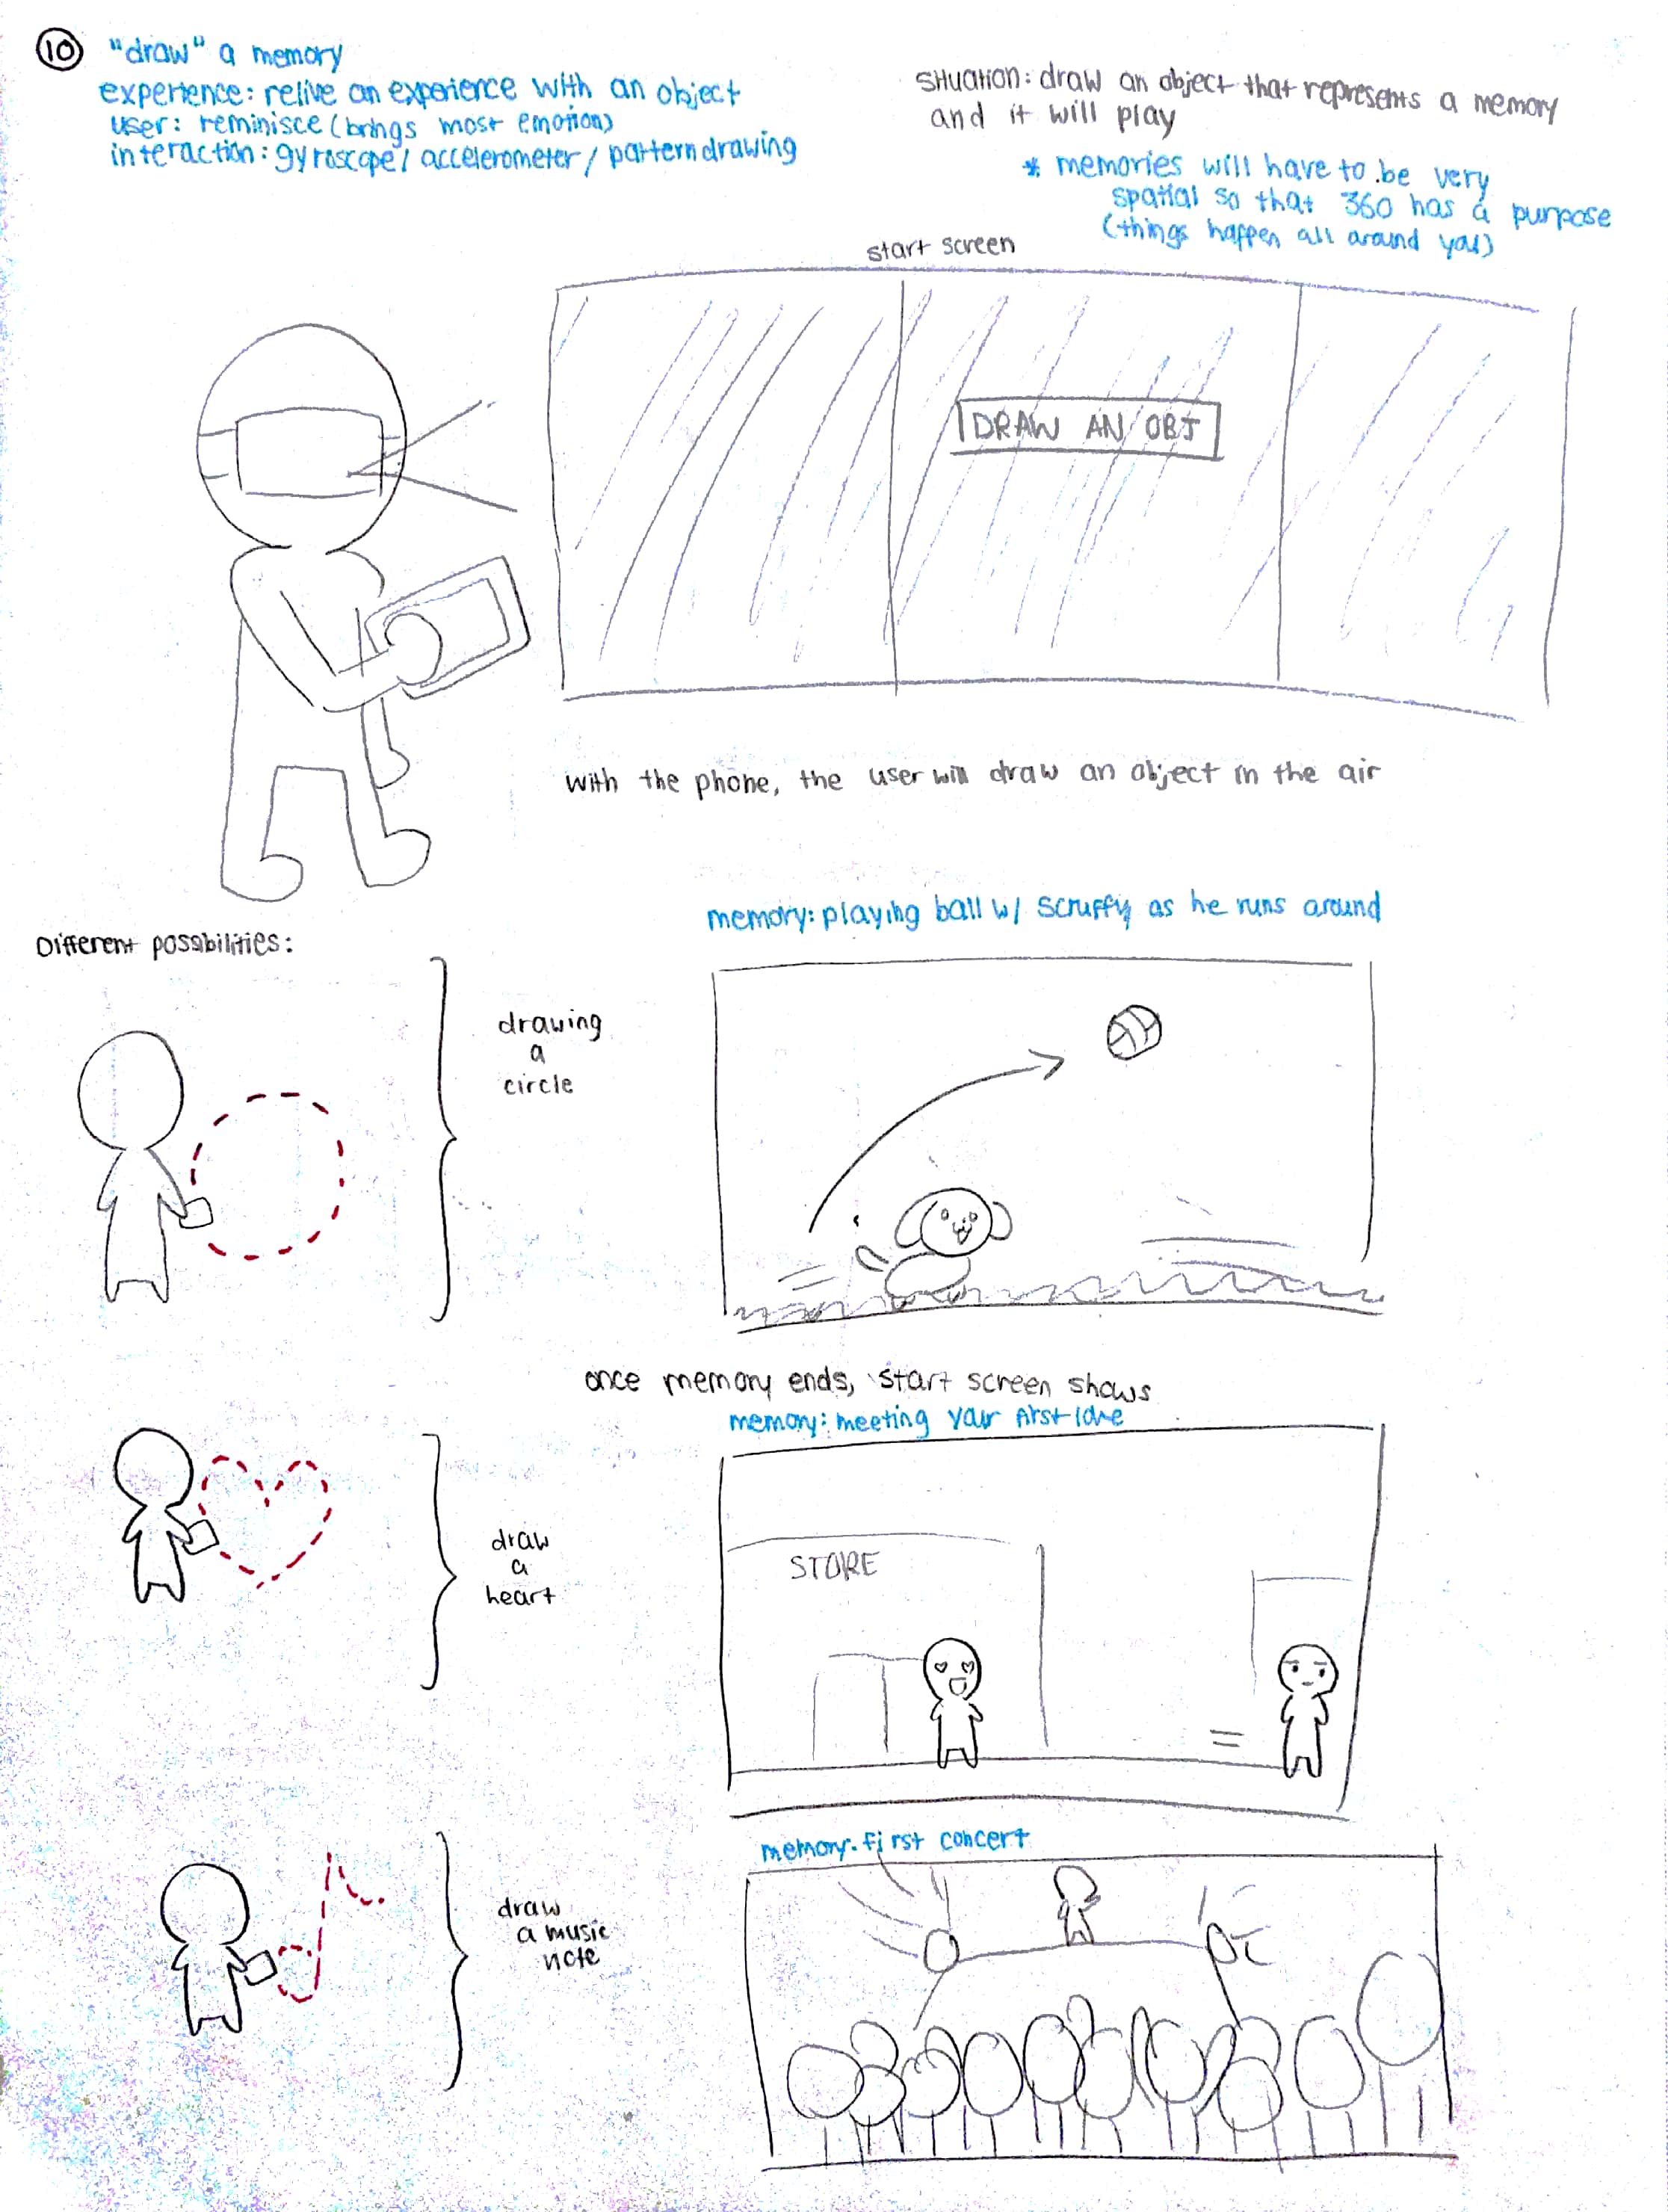 10 "draw" a memory
experience: relive an experience with an object
user: reminisce (brings most emotion)
interaction: gyroscope/ accelerometer/ pattern drawing
situation: draw an object that represents a memory
and it will play
* memories will have to be very
spatial so that 360 has a purpose
(things happen all around you)
start screen
DRAW AN OBJ
with the phone, the user will draw an object in the air
Different possibilities:
memory: playing ball w/ scruffy as he runs around
drawing
a
circle
once memory ends, start screen shows
memory: meeting your first love
draw
a
heart
STORE
memory: first concert
draw
a music
note